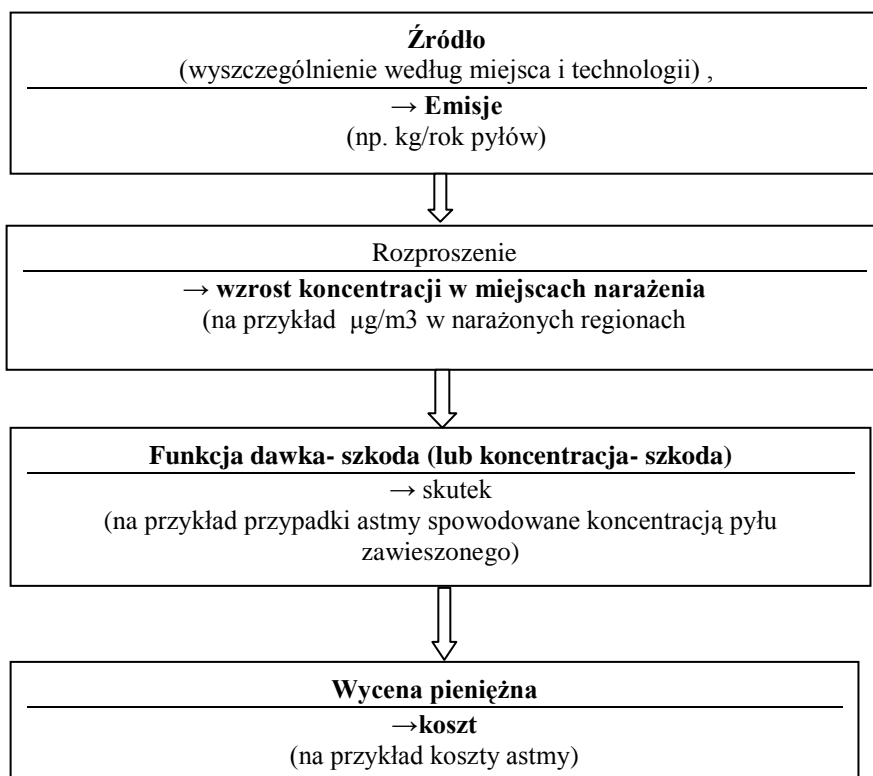 Źródło
(wyszczególnienie według miejsca i technologii) ,
→ Emisje
(np. kg/rok pyłów)
Rozproszenie
→ wzrost koncentracji w miejscach narażenia
(na przykład μg/m3 w narażonych regionach
Funkcja dawka- szkoda (lub koncentracja- szkoda)
→ skutek
(na przykład przypadki astmy spowodowane koncentracją pyłu
zawieszonego)
Wycena pieniężna
→koszt
(na przykład koszty astmy)